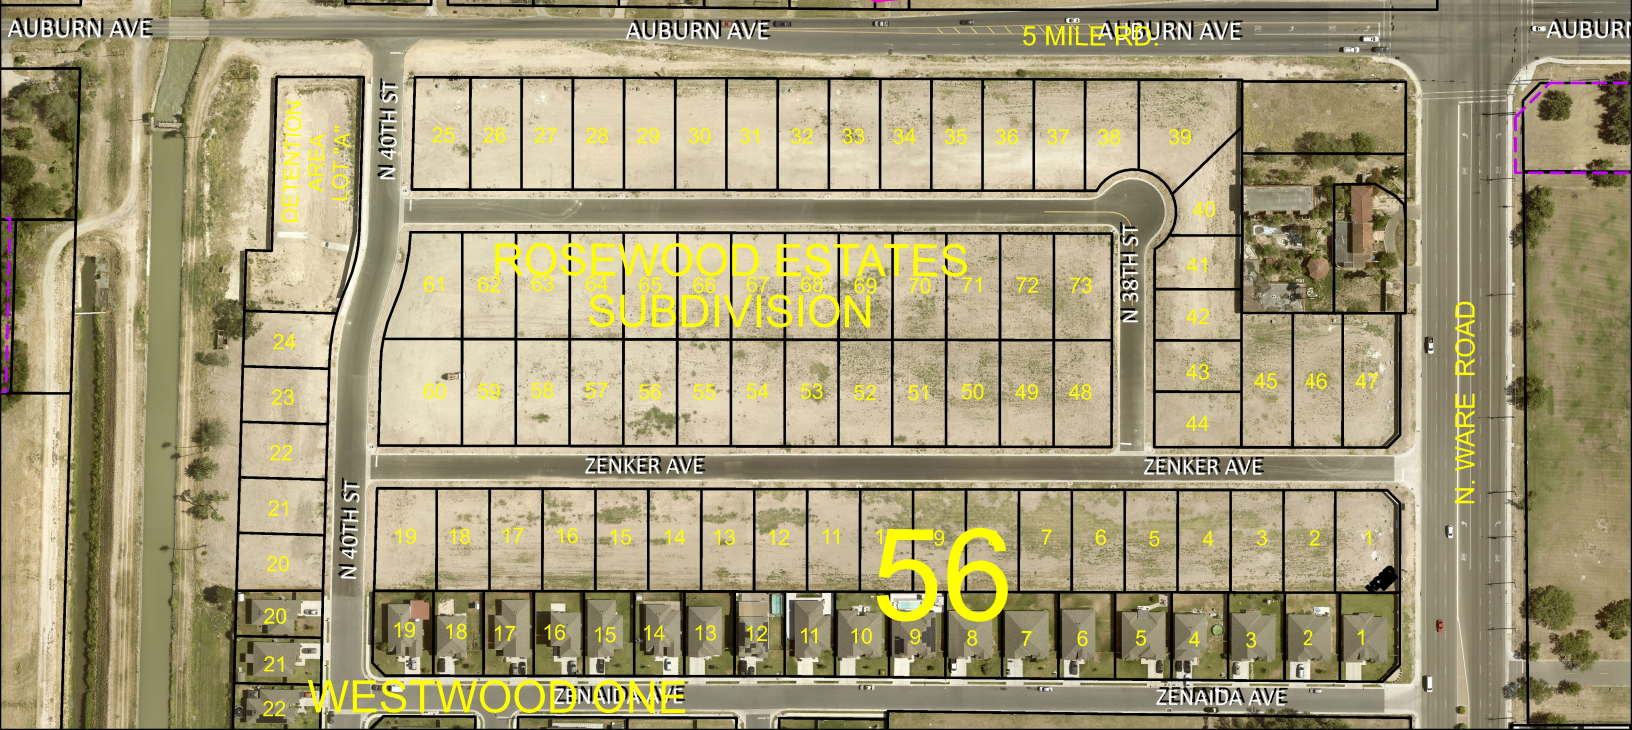 AUBURN AVE
AUBURN AVE
AUBURN AVE
AUBURN
5 MILE RD.
N 40TH ST
DETENTION
AREA
LOT "A"
25 26 27 28 29 30 31 32 33 34 35 36 37 38 39
40
41
42
43
44
N 38TH ST
ROSEWOOD ESTATES
SUBDIVISION
61 62 63 64 65 66 67 68 69 70 71 72 73
60 59 58 57 56 55 54 53 52 51 50 49 48
45 46 47
24
23
22
21
20
N. WARE ROAD
ZENKER AVE
ZENKER AVE
N 40TH ST
19 18 17 16 15 14 13 12 11 9 7 6 5 4 3 2 1
56
20
21
22
19 18 17 16 15 14 13 12 11 10 9 8 7 6 5 4 3 2 1
WESTWOOD ONE
ZENAIDA AVE
ZENAIDA AVE